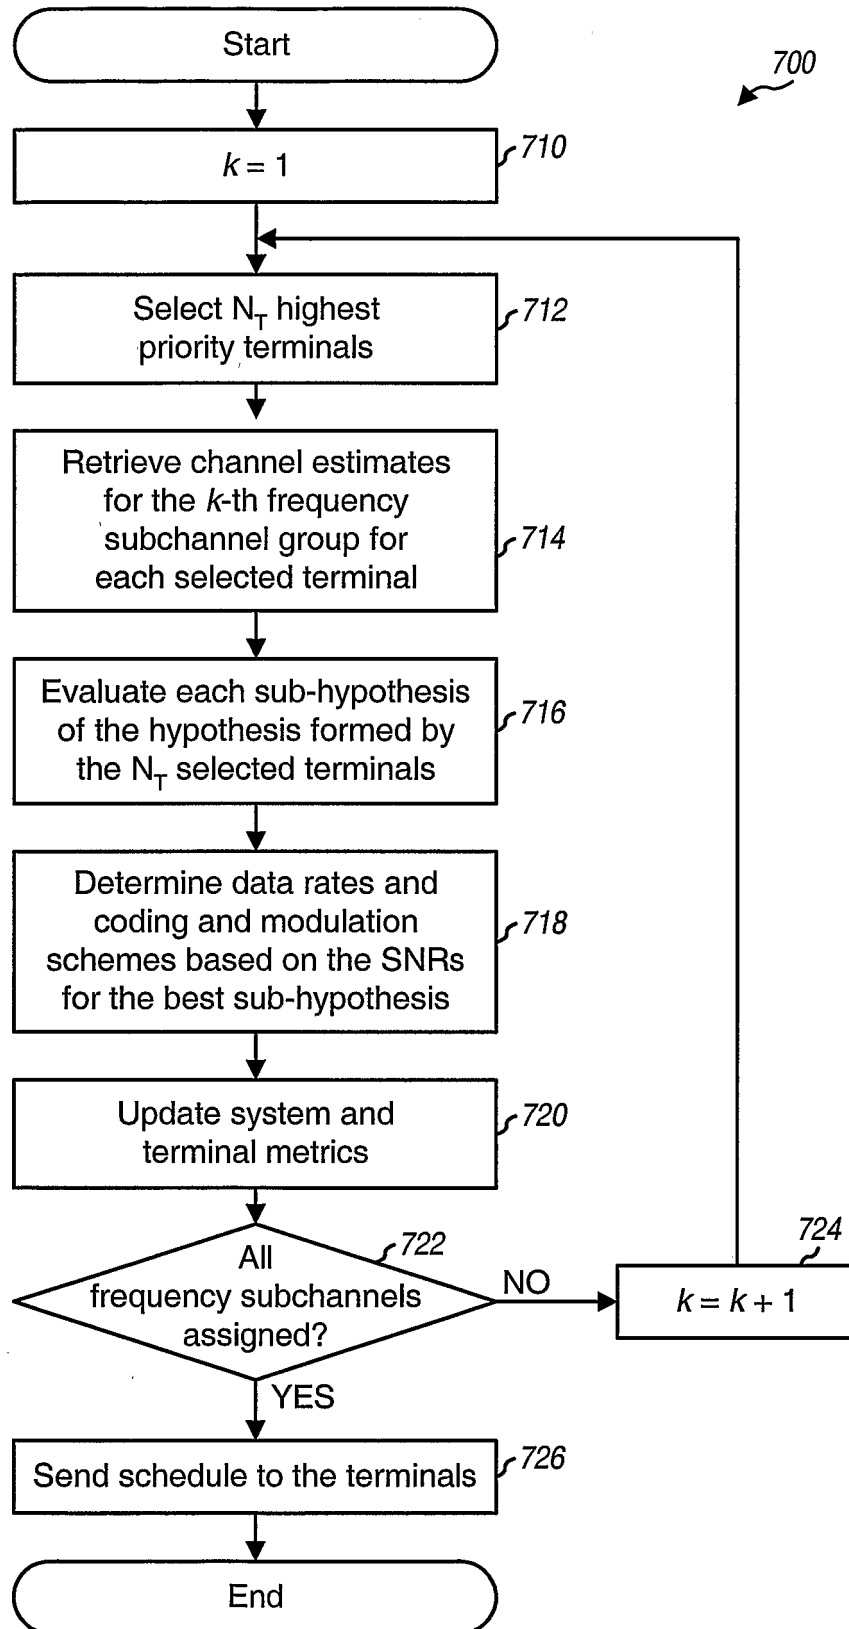 Start
700
k = 1
710
Select N_T highest
priority terminals
712
Retrieve channel estimates
for the k-th frequency
subchannel group for
each selected terminal
714
Evaluate each sub-hypothesis
of the hypothesis formed by
the N_T selected terminals
716
Determine data rates and
coding and modulation
schemes based on the SNRs
for the best sub-hypothesis
718
Update system and
terminal metrics
720
All
frequency subchannels
assigned?
722
NO
k = k + 1
724
YES
Send schedule to the terminals
726
End